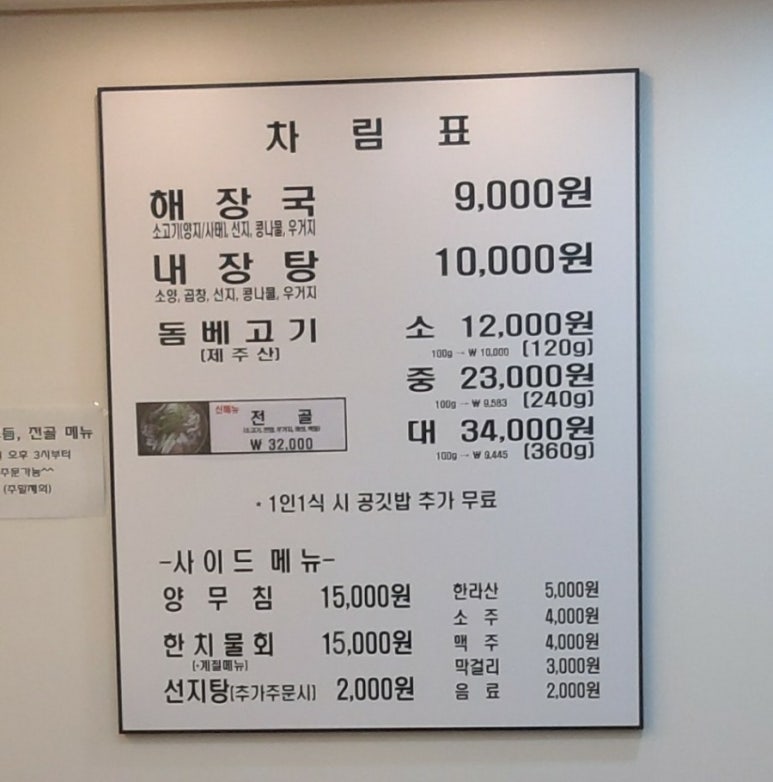 차 림 표
해 장 국 9,000원
소고기(양지/사태), 선지, 콩나물, 우거지
내 장 탕 10,000원
소양, 곱창, 선지, 콩나물, 우거지
돔베고기 소 12,000원
[제주산] 100g → ₩ 10,000 (120g)
중 23,000원
100g → ₩ 9,583 (240g)
대 34,000원
100g → ₩ 9,445 (360g)
신메뉴 전 골
₩ 32,000
듬, 전골 메뉴
오후 3시부터
주문가능^^
(주말제외)
· 1인1식 시 공깃밥 추가 무료
-사이드 메뉴-
양 무 침 15,000원
한치물회 15,000원
[·계절메뉴]
선지탕(추가주문시) 2,000원
한라산 5,000원
소 주 4,000원
맥 주 4,000원
막걸리 3,000원
음 료 2,000원